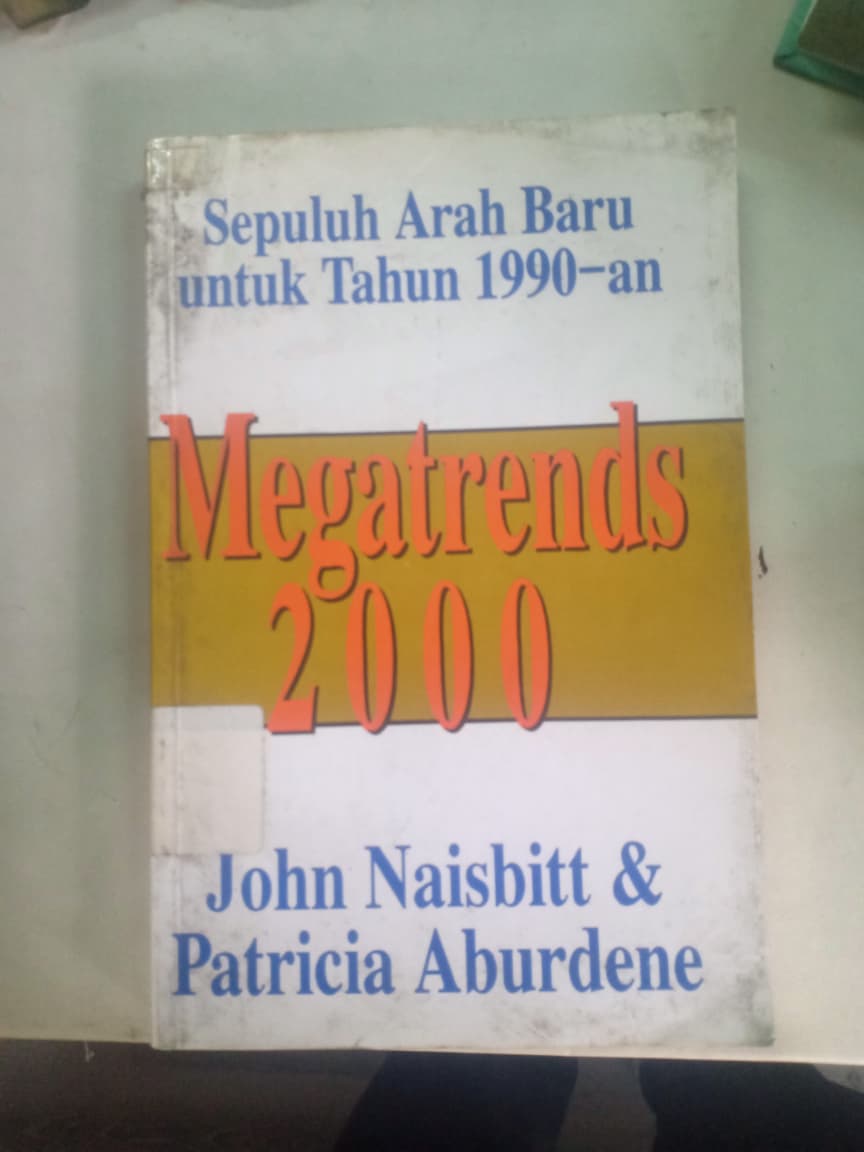 Sepuluh Arah Baru
untuk Tahun 1990-an
Megatrends
2000
John Naisbitt &
Patricia Aburdene